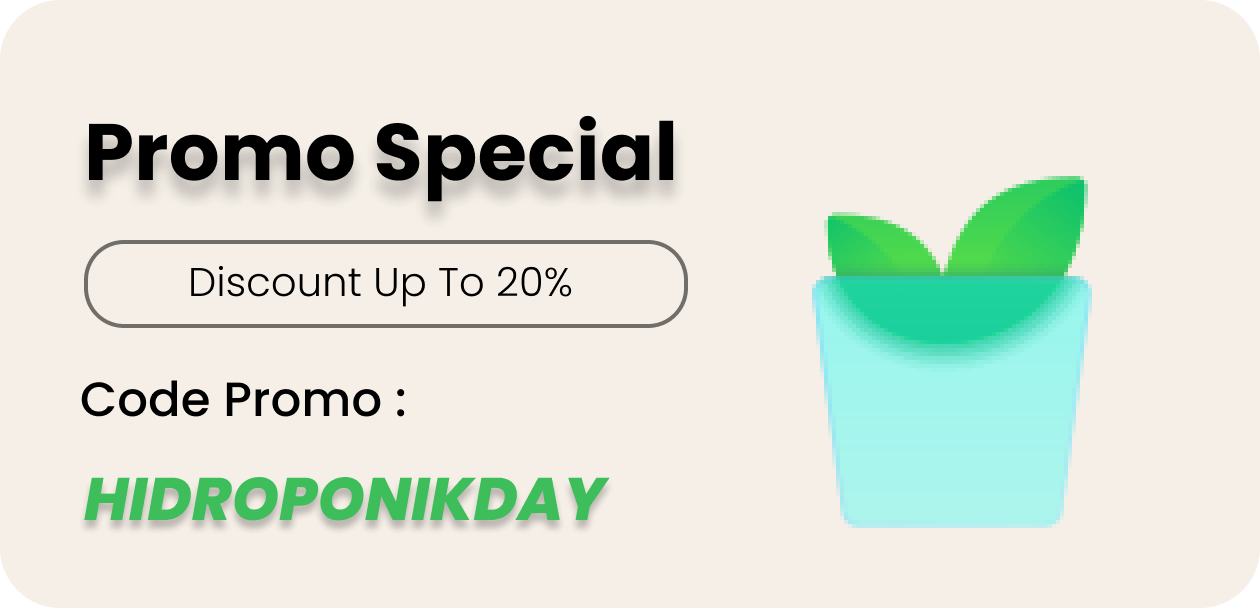 Promo Special
Discount Up To 20%
Code Promo :
HIDROPONIKDAY